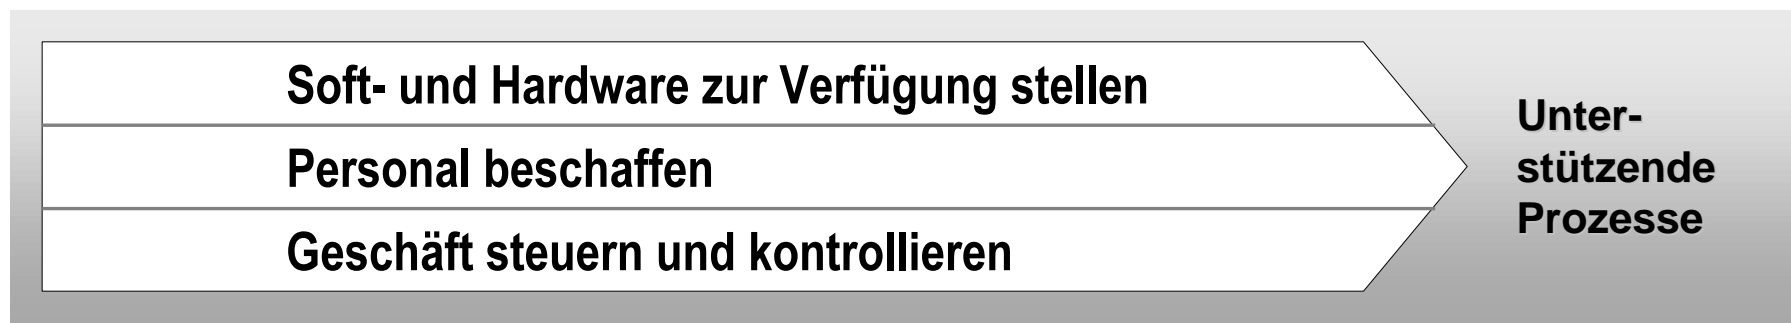 Soft- und Hardware zur Verfügung stellen
Personal beschaffen
Geschäft steuern und kontrollieren
Unter-
stützende
Prozesse